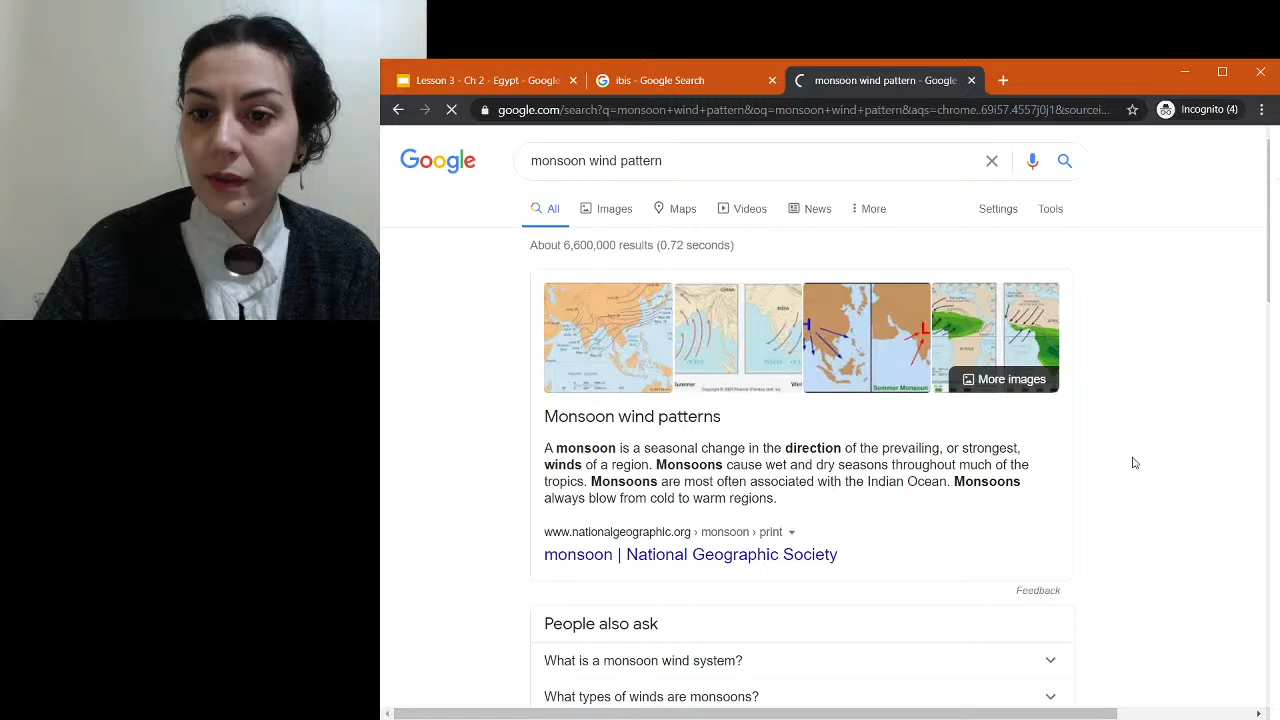 Lesson 3 - Ch 2 - Egypt - Google
ibis - Google Search
monsoon wind pattern - Google
google.com/search?q=monsoon+wind+pattern&oq=monsoon+wind+pattern&aqs=chrome..69i57.4557j0j1&sourcei...
Incognito (4)
Google
monsoon wind pattern
All
Images
Maps
Videos
News
More
Settings
Tools
About 6,600,000 results (0.72 seconds)
CHINA
INDIA
Summer
Summer Monsoon
L
More images
Monsoon wind patterns
A monsoon is a seasonal change in the direction of the prevailing, or strongest,
winds of a region. Monsoons cause wet and dry seasons throughout much of the
tropics. Monsoons are most often associated with the Indian Ocean. Monsoons
always blow from cold to warm regions.
www.nationalgeographic.org › monsoon › print
monsoon | National Geographic Society
Feedback
People also ask
What is a monsoon wind system?
What types of winds are monsoons?